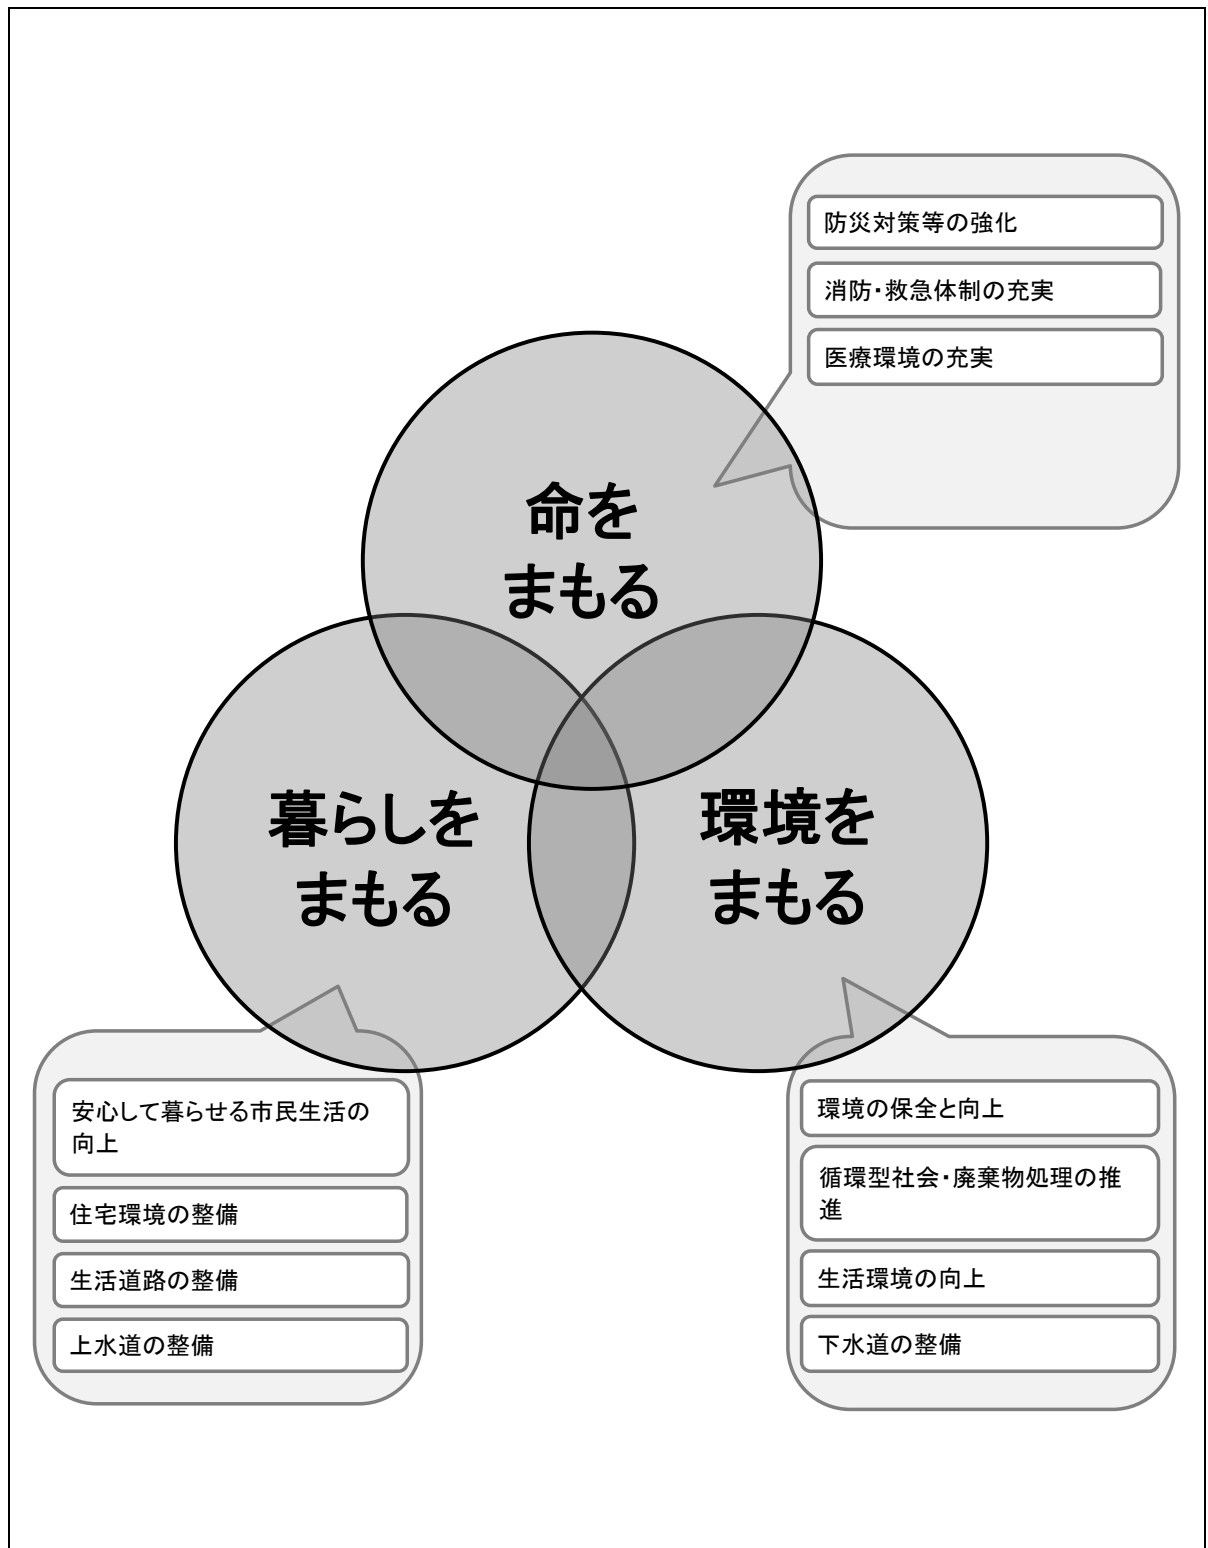 防災対策等の強化
消防・救急体制の充実
医療環境の充実
命を
まもる
暮らしを
まもる
環境を
まもる
安心して暮らせる市民生活の
向上
住宅環境の整備
生活道路の整備
上水道の整備
環境の保全と向上
循環型社会・廃棄物処理の推
進
生活環境の向上
下水道の整備